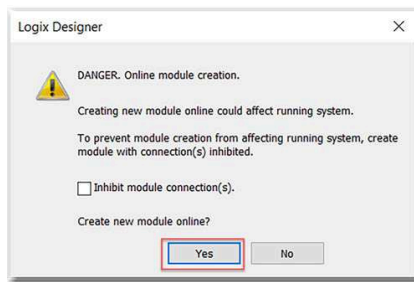 Logix Designer
DANGER. Online module creation.
Creating new module online could affect running system.
To prevent module creation from affecting running system, create
module with connection(s) inhibited.
Inhibit module connection(s).
Create new module online?
Yes No